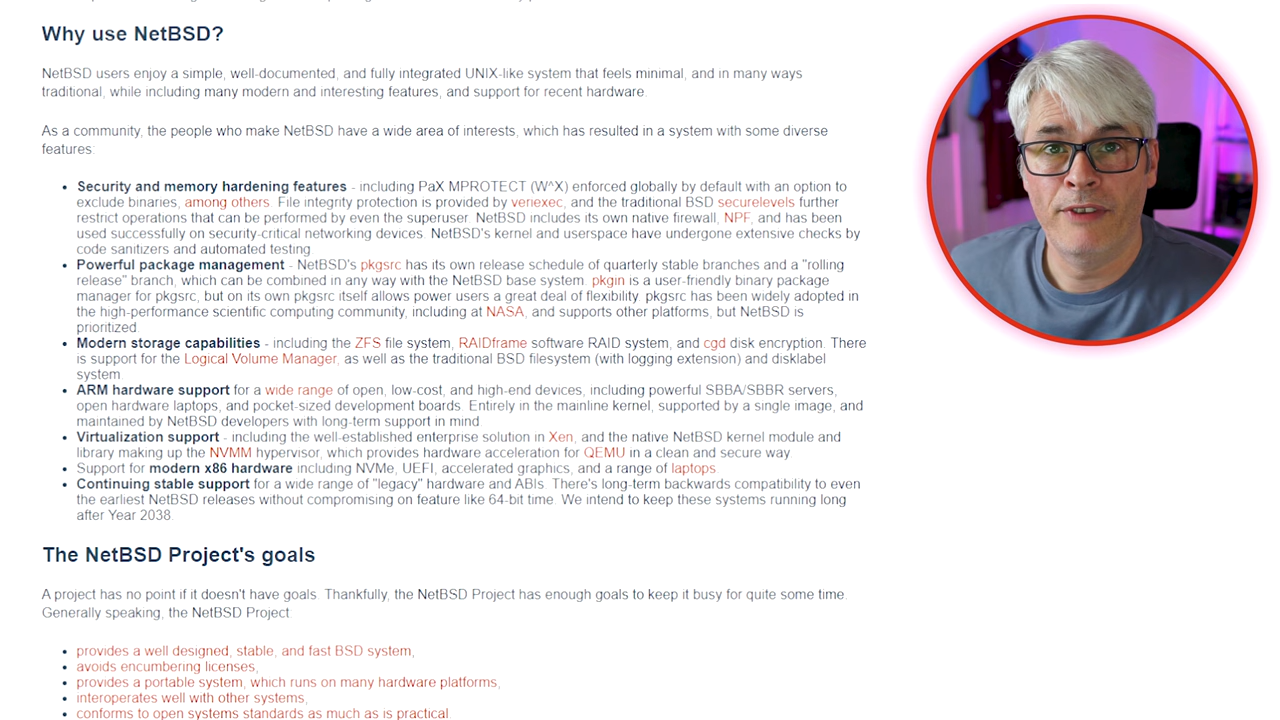 Why use NetBSD?
NetBSD users enjoy a simple, well-documented, and fully integrated UNIX-like system that feels minimal, and in many ways
traditional, while including many modern and interesting features, and support for recent hardware.
As a community, the people who make NetBSD have a wide area of interests, which has resulted in a system with some diverse
features:
• Security and memory hardening features - including PaX MPROTECT (W^X) enforced globally by default with an option to
exclude binaries, among others. File integrity protection is provided by veriexec, and the traditional BSD securelevels further
restrict operations that can be performed by even the superuser. NetBSD includes its own native firewall, NPF, and has been
used successfully on security-critical networking devices. NetBSD's kernel and userspace have undergone extensive checks by
code sanitizers and automated testing.
• Powerful package management - NetBSD's pkgsrc has its own release schedule of quarterly stable branches and a "rolling
release" branch, which can be combined in any way with the NetBSD base system. pkgin is a user-friendly binary package
manager for pkgsrc, but on its own pkgsrc itself allows power users a great deal of flexibility. pkgsrc has been widely adopted in
the high-performance scientific computing community, including at NASA, and supports other platforms, but NetBSD is
prioritized.
• Modern storage capabilities - including the ZFS file system, RAIDframe software RAID system, and cgd disk encryption. There
is support for the Logical Volume Manager, as well as the traditional BSD filesystem (with logging extension) and disklabel
system.
• ARM hardware support for a wide range of open, low-cost, and high-end devices, including powerful SBBA/SBBR servers,
open hardware laptops, and pocket-sized development boards. Entirely in the mainline kernel, supported by a single image, and
maintained by NetBSD developers with long-term support in mind.
• Virtualization support - including the well-established enterprise solution in Xen, and the native NetBSD kernel module and
library making up the NVMM hypervisor, which provides hardware acceleration for QEMU in a clean and secure way.
• Support for modern x86 hardware including NVMe, UEFI, accelerated graphics, and a range of laptops.
• Continuing stable support for a wide range of "legacy" hardware and ABIs. There's long-term backwards compatibility to even
the earliest NetBSD releases without compromising on feature like 64-bit time. We intend to keep these systems running long
after Year 2038.
The NetBSD Project's goals
A project has no point if it doesn't have goals. Thankfully, the NetBSD Project has enough goals to keep it busy for quite some time.
Generally speaking, the NetBSD Project
• provides a well designed, stable, and fast BSD system,
• avoids encumbering licenses,
• provides a portable system, which runs on many hardware platforms,
• interoperates well with other systems,
• conforms to open systems standards as much as is practical.